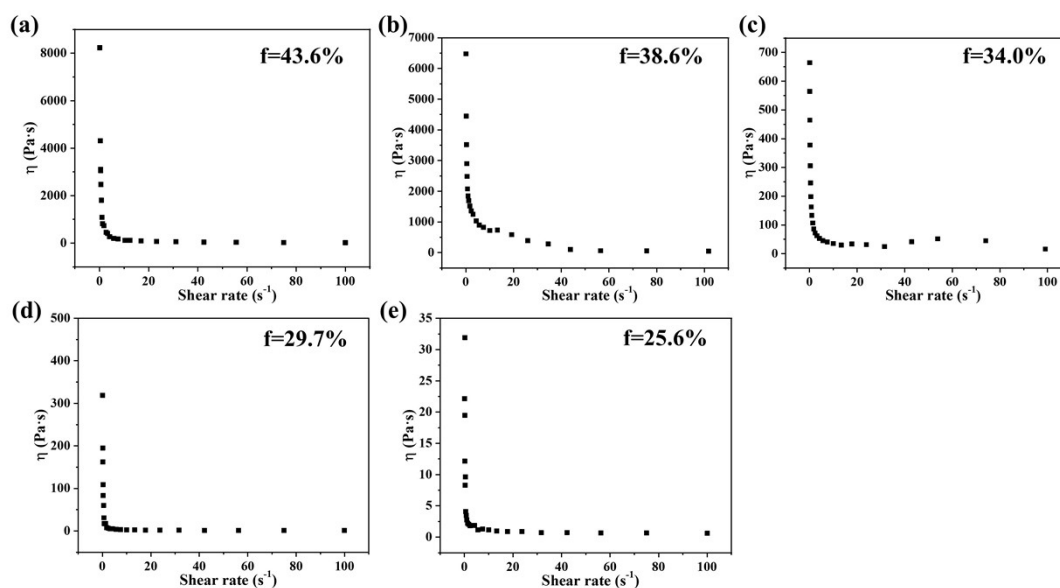 (a)
f=43.6%
η (Pa·s)
8000
6000
4000
2000
0
0 20 40 60 80 100
Shear rate (s⁻¹)
(b)
f=38.6%
η (Pa·s)
7000
6000
5000
4000
3000
2000
1000
0
0 20 40 60 80 100
Shear rate (s⁻¹)
(c)
f=34.0%
η (Pa·s)
700
600
500
400
300
200
100
0
0 20 40 60 80 100
Shear rate (s⁻¹)
(d)
f=29.7%
η (Pa·s)
500
400
300
200
100
0
0 20 40 60 80 100
Shear rate (s⁻¹)
(e)
f=25.6%
η (Pa·s)
35
30
25
20
15
10
5
0
0 20 40 60 80 100
Shear rate (s⁻¹)